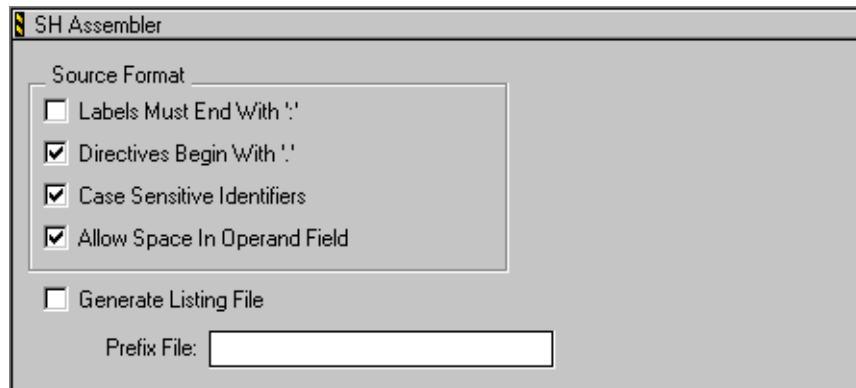 SH Assembler
Source Format
Labels Must End With ':'
Directives Begin With '.'
Case Sensitive Identifiers
Allow Space In Operand Field
Generate Listing File
Prefix File: